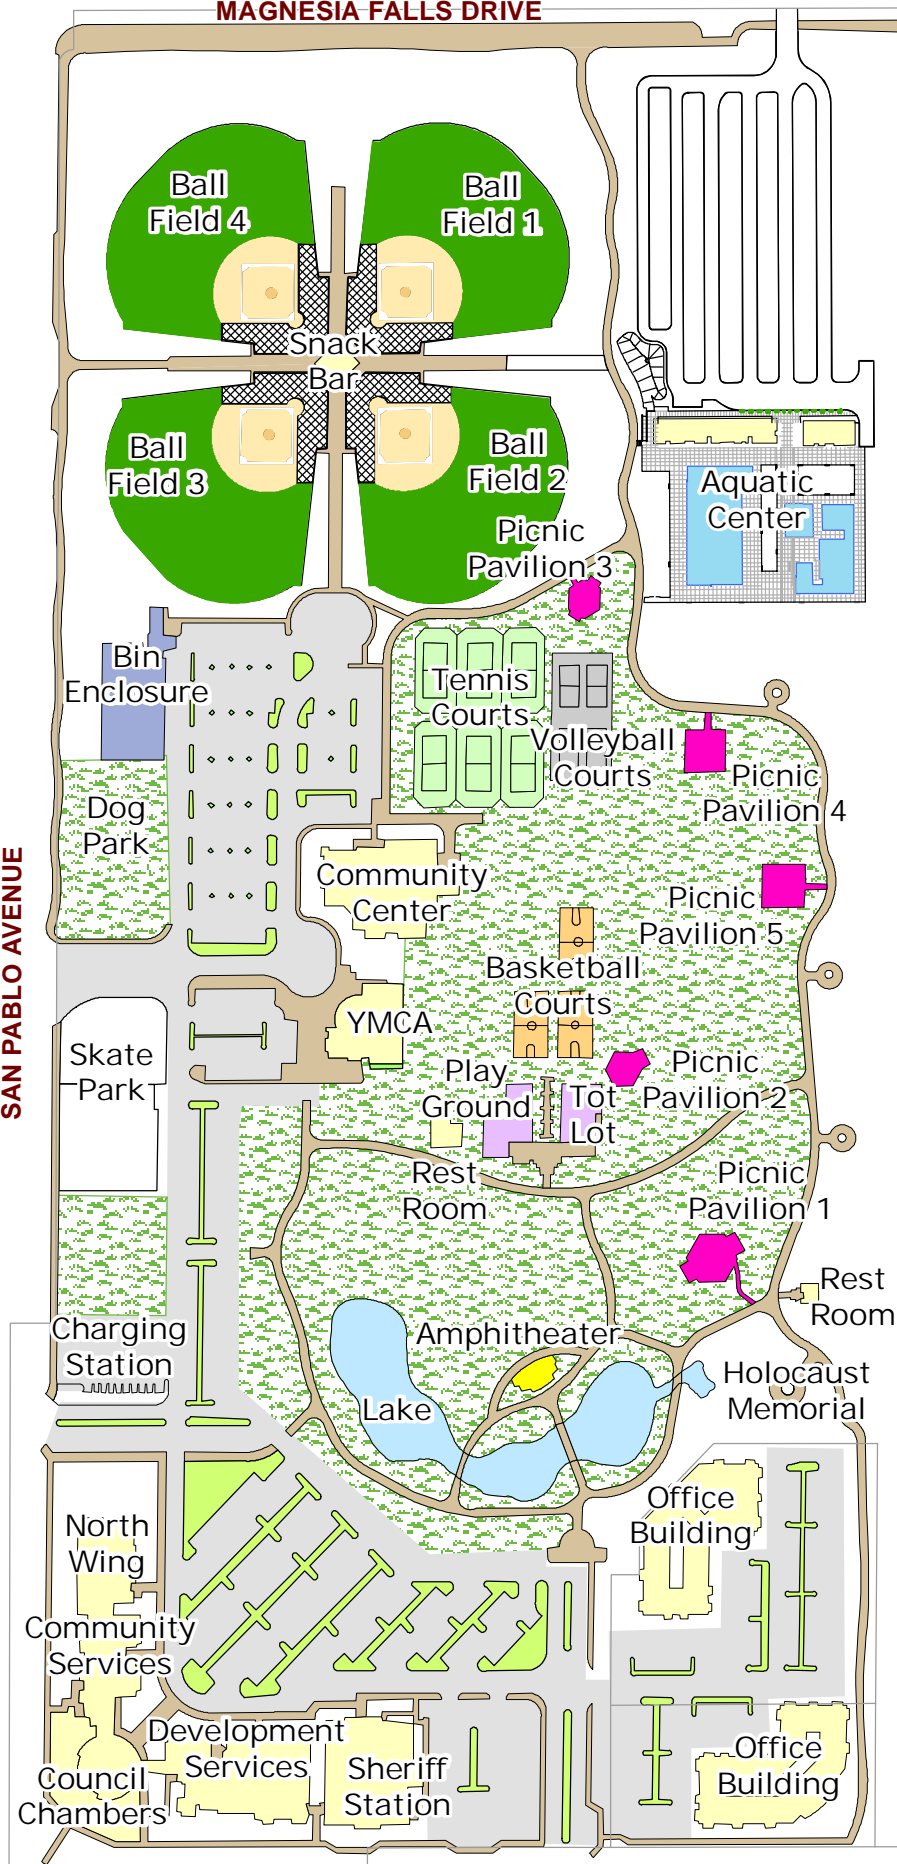 MAGNESIA FALLS DRIVE
Ball
Field 4
Ball
Field 1
Snack
Bar
Ball
Field 3
Ball
Field 2
Aquatic
Center
Picnic
Pavilion 3
Bin
Enclosure
Tennis
Courts
Volleyball
Courts
Picnic
Pavilion 4
Dog
Park
Community
Center
Picnic
Pavilion 5
SAN PABLO AVENUE
Basketball
Courts
YMCA
Skate
Park
Play
Ground
Tot
Lot
Picnic
Pavilion 2
Rest
Room
Picnic
Pavilion 1
Rest
Room
Charging
Station
Amphitheater
Lake
Holocaust
Memorial
Office
Building
North
Wing
Community
Services
Development
Services
Sheriff
Station
Office
Building
Council
Chambers